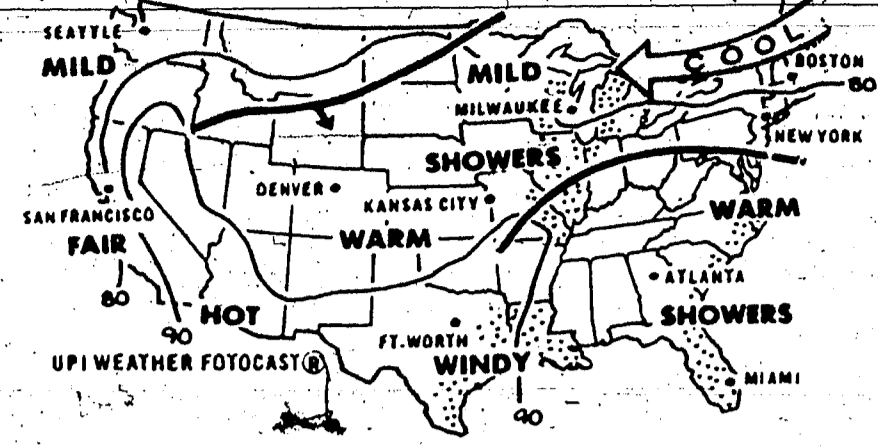 SEATTLE
MILD
COOL
BOSTON
MILD
80
MILWAUKEE
NEW YORK
SHOWERS
DENVER
KANSAS CITY
SAN FRANCISCO
WARM
FAIR
WARM
ATLANTA
80
HOT
SHOWERS
90
FT. WORTH
UPI WEATHER FOTOCAST®
WINDY
MIAMI
90